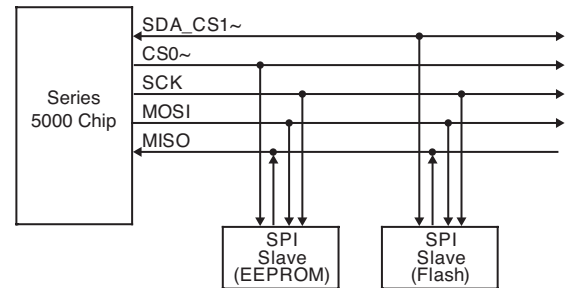 SDA_CS1~
CS0~
SCK
MOSI
MISO
Series
5000 Chip
SPI
Slave
(EEPROM)
SPI
Slave
(Flash)